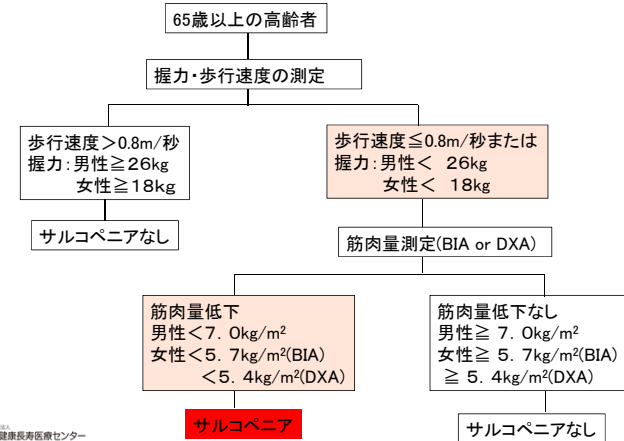 65歳以上の高齢者
握力・歩行速度の測定
歩行速度＞0.8m/秒
握力：男性≧26kg
女性≧18kg
サルコペニアなし
歩行速度≦0.8m/秒または
握力：男性＜ 26kg
女性＜ 18kg
筋肉量測定(BIA or DXA)
筋肉量低下
男性＜7．0kg/m²
女性＜5．7kg/m²(BIA)
＜5．4kg/m²(DXA)
サルコペニア
筋肉量低下なし
男性≧ 7．0kg/m²
女性≧ 5．7kg/m²(BIA)
≧ 5．4kg/m²(DXA)
サルコペニアなし
健康長寿医療センター